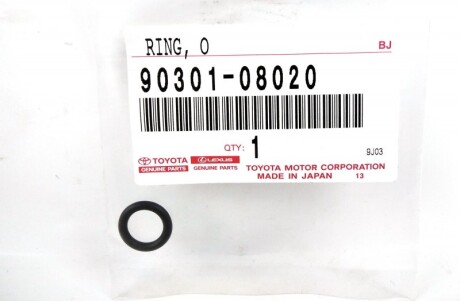 RING, O BJ
90301-08020
QTY: 1 9J03
TOYOTA LEXUS TOYOTA MOTOR CORPORATION
GENUINE PARTS GENUINE PARTS MADE IN JAPAN 13